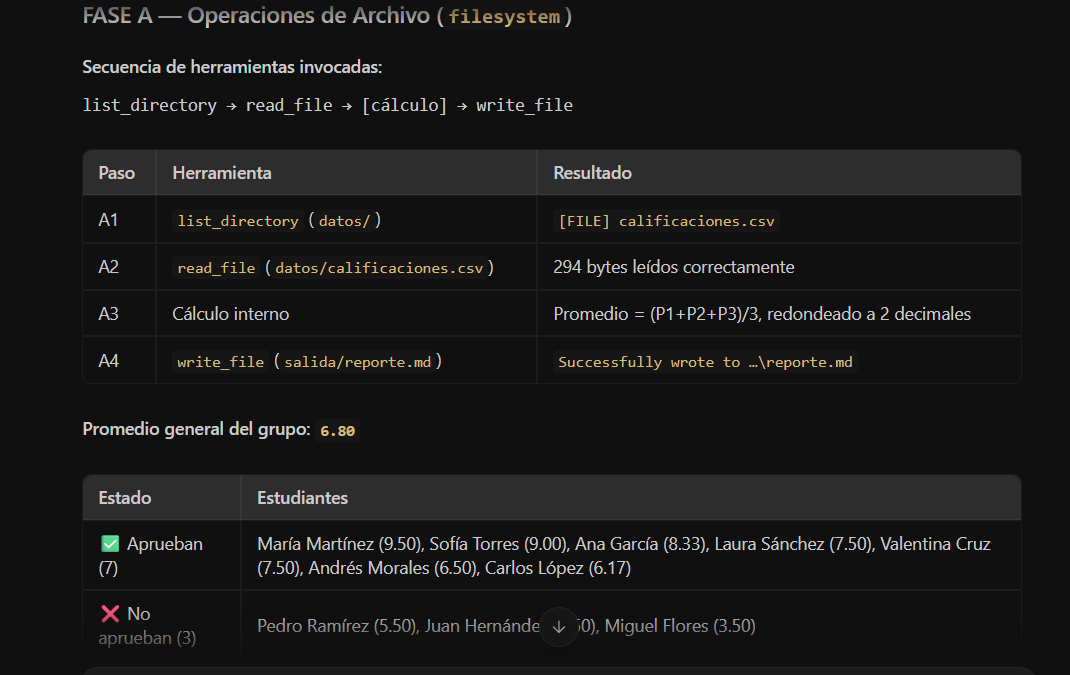 FASE A — Operaciones de Archivo (filesystem)
Secuencia de herramientas invocadas:
list_directory → read_file → [cálculo] → write_file
Paso Herramienta Resultado
A1 list_directory (datos/) [FILE] calificaciones.csv
A2 read_file (datos/calificaciones.csv) 294 bytes leídos correctamente
A3 Cálculo interno Promedio = (P1+P2+P3)/3, redondeado a 2 decimales
A4 write_file (salida/reporte.md) Successfully wrote to …\reporte.md
Promedio general del grupo: 6.80
Estado Estudiantes
✅ Aprueban María Martínez (9.50), Sofía Torres (9.00), Ana García (8.33), Laura Sánchez (7.50), Valentina Cruz
(7) (7.50), Andrés Morales (6.50), Carlos López (6.17)
❌ No
Pedro Ramírez (5.50), Juan Miguel Flores (3.50)
aprueban (3)